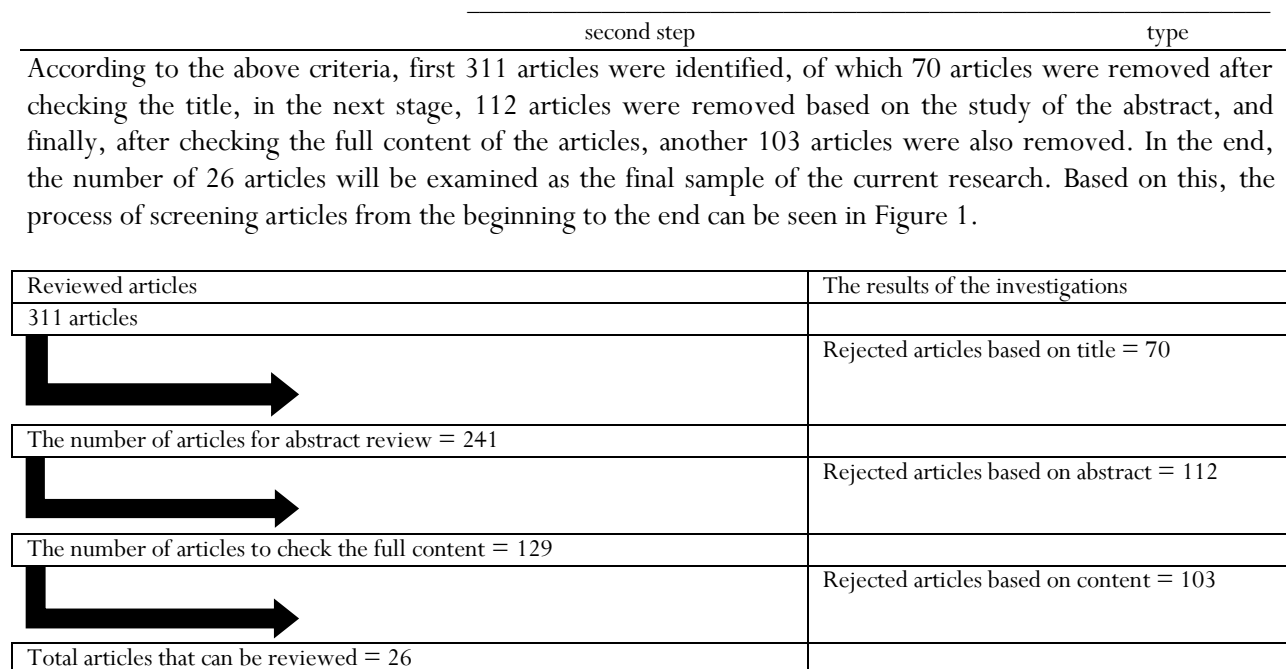 second step type
According to the above criteria, first 311 articles were identified, of which 70 articles were removed after
checking the title, in the next stage, 112 articles were removed based on the study of the abstract, and
finally, after checking the full content of the articles, another 103 articles were also removed. In the end,
the number of 26 articles will be examined as the final sample of the current research. Based on this, the
process of screening articles from the beginning to the end can be seen in Figure 1.
Reviewed articles The results of the investigations
311 articles
Rejected articles based on title = 70
The number of articles for abstract review = 241
Rejected articles based on abstract = 112
The number of articles to check the full content = 129
Rejected articles based on content = 103
Total articles that can be reviewed = 26